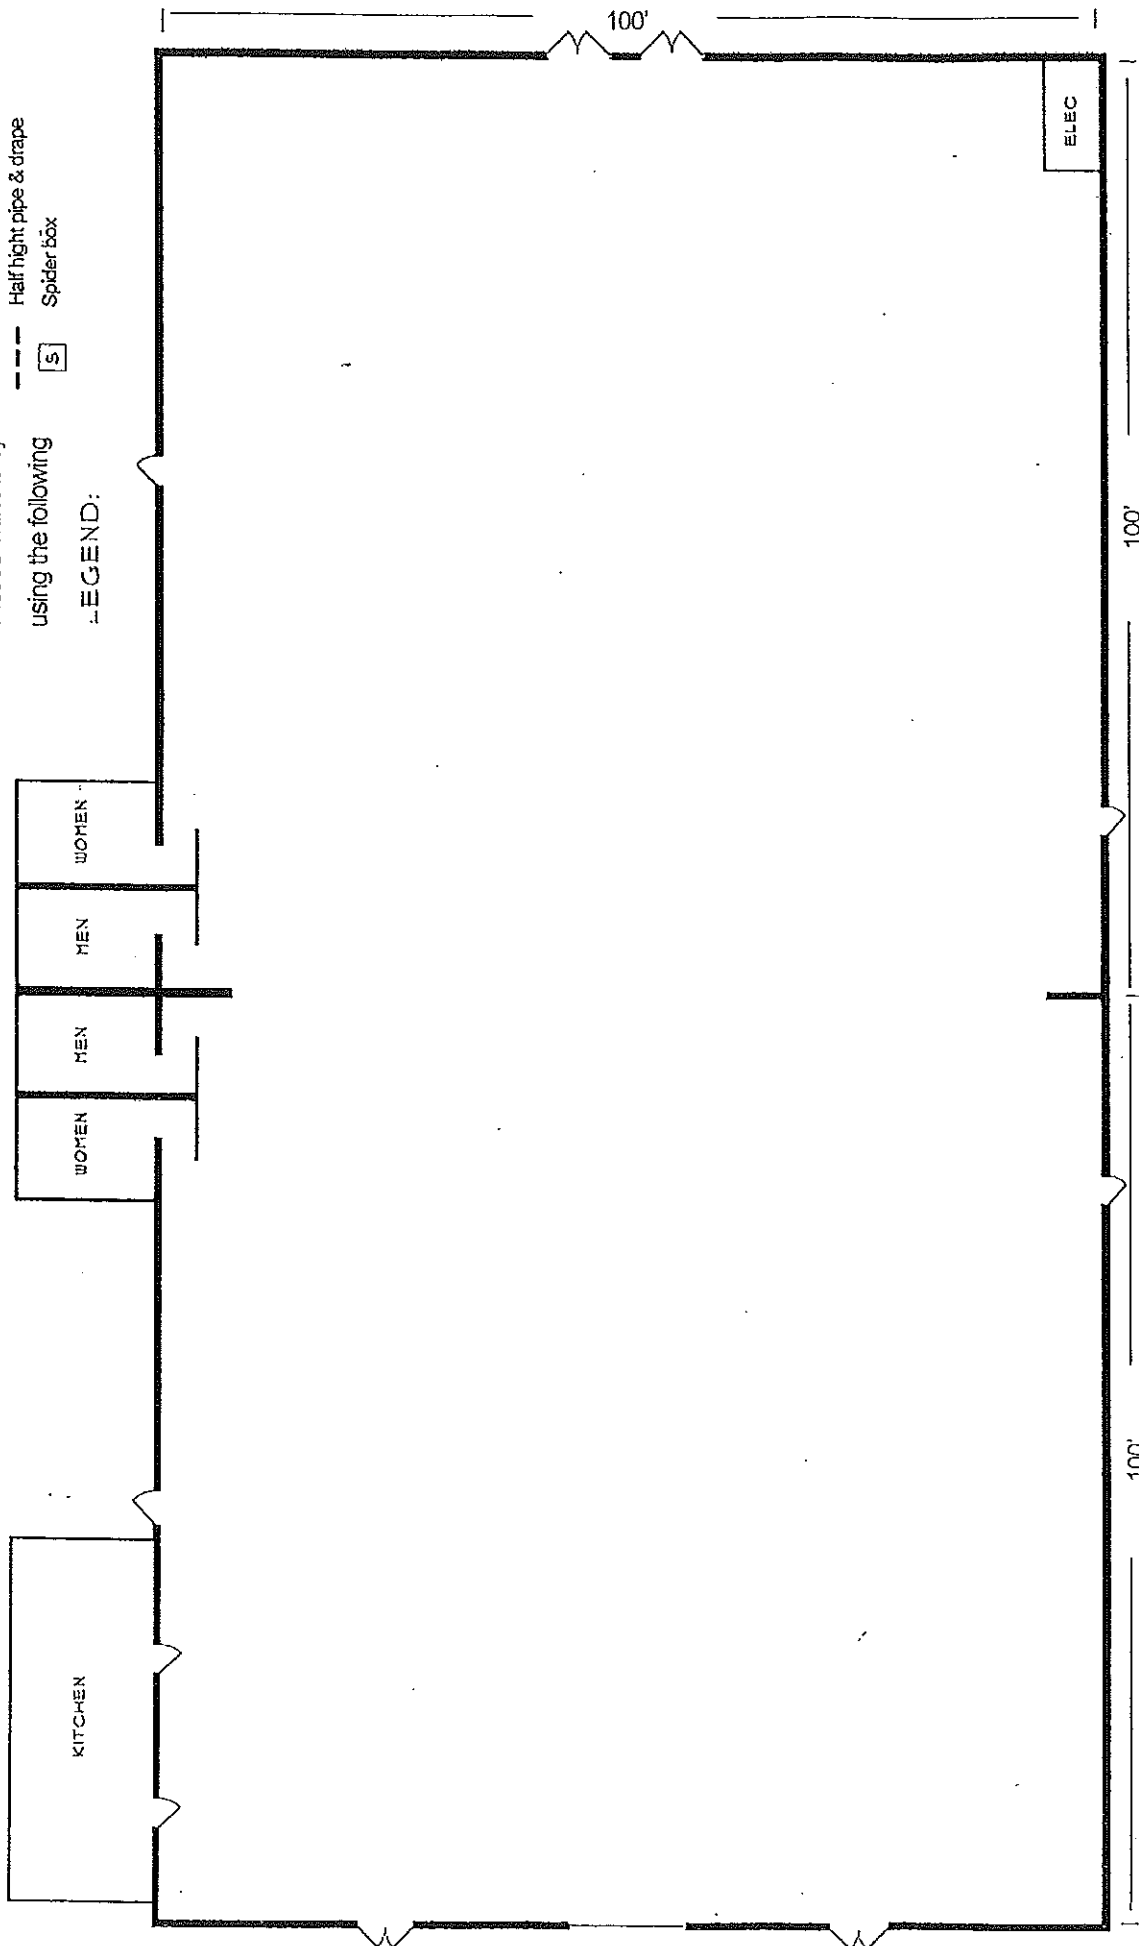 using the following
LEGEND:
Half hight pipe & drape
S Spider box
100'
ELEC
WOMEN
MEN
MEN
WOMEN
KITCHEN
100'
100'